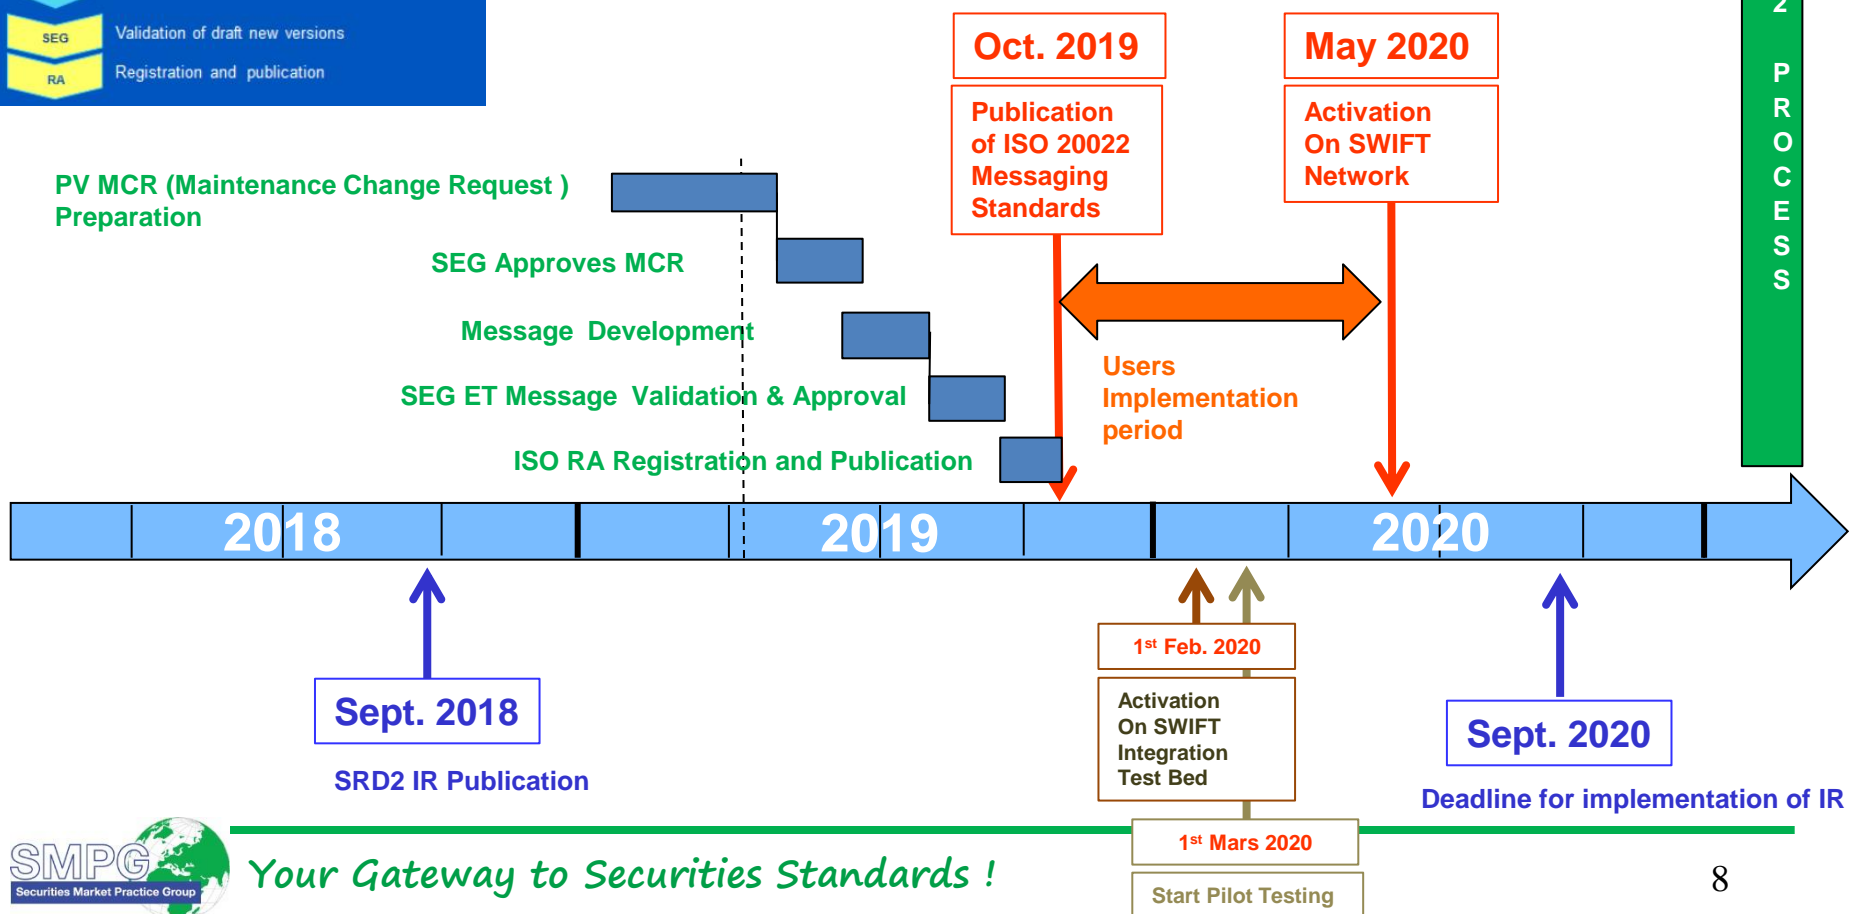 SEG
Validation of draft new versions
RA
Registration and publication
2
P
R
O
C
E
S
S
Oct. 2019
Publication
of ISO 20022
Messaging
Standards
May 2020
Activation
On SWIFT
Network
PV MCR (Maintenance Change Request )
Preparation
SEG Approves MCR
Message Development
SEG ET Message Validation & Approval
ISO RA Registration and Publication
Users
Implementation
period
2018
2019
2020
Sept. 2018
SRD2 IR Publication
1st Feb. 2020
Activation
On SWIFT
Integration
Test Bed
Sept. 2020
Deadline for implementation of IR
1st Mars 2020
Start Pilot Testing
SMPG
Securities Market Practice Group
Your Gateway to Securities Standards !
8